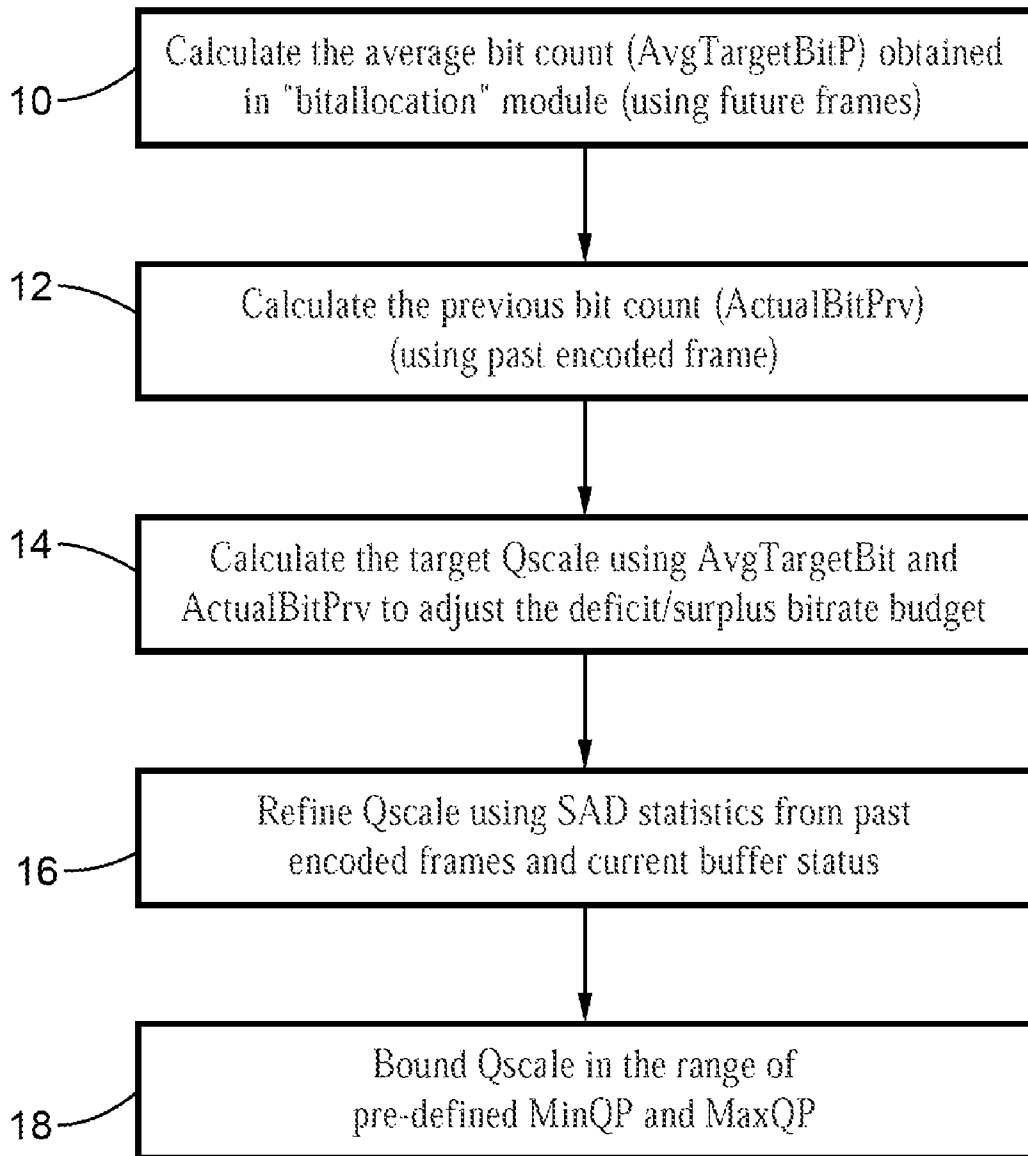 10
Calculate the average bit count (AvgTargetBitP) obtained
in "bitallocation" module (using future frames)
12
Calculate the previous bit count (ActualBitPrv)
(using past encoded frame)
14
Calculate the target Qscale using AvgTargetBit and
ActualBitPrv to adjust the deficit/surplus bitrate budget
16
Refine Qscale using SAD statistics from past
encoded frames and current buffer status
18
Bound Qscale in the range of
pre-defined MinQP and MaxQP